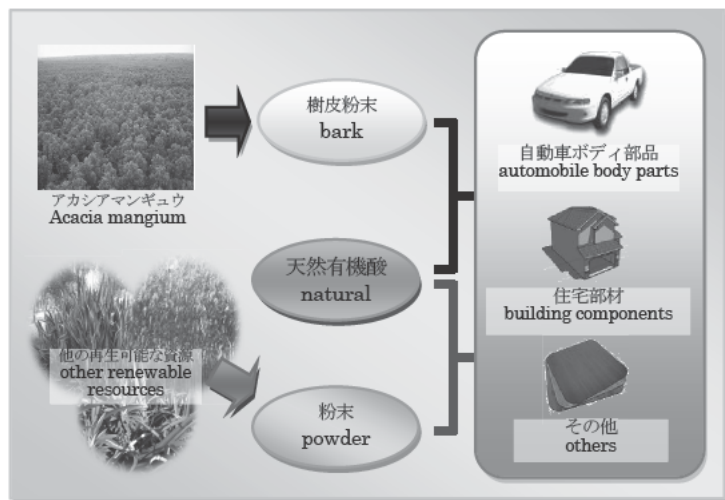 アカシアマンギュウ
Acacia mangium
樹皮粉末
bark
天然有機酸
natural
他の再生可能な資源
other renewable
resources
粉末
powder
自動車ボディ部品
automobile body parts
住宅部材
building components
その他
others